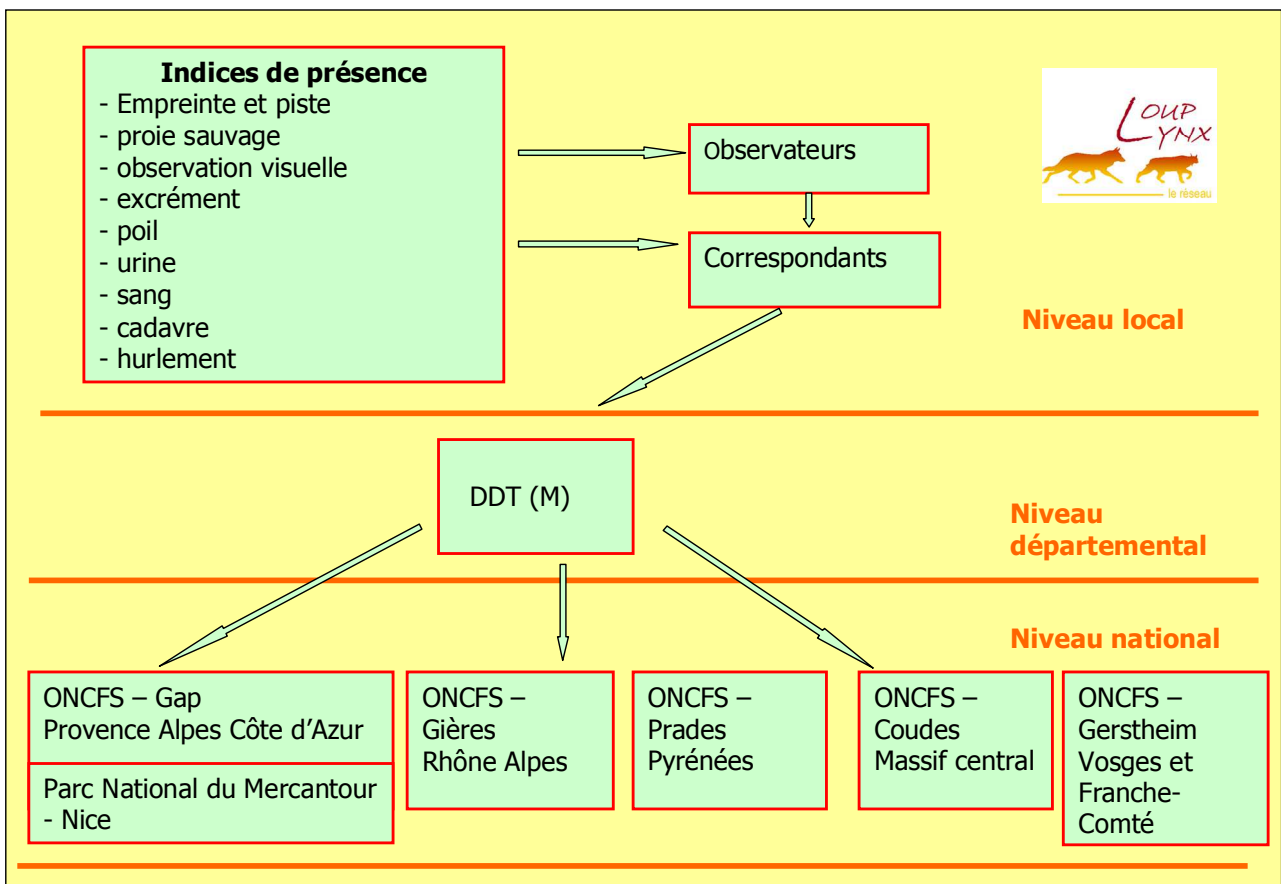 Indices de présence
- Empreinte et piste
- proie sauvage
- observation visuelle
- excrément
- poil
- urine
- sang
- cadavre
- hurlement
Observateurs
Correspondants
LOUP
LYNX
le réseau
Niveau local
DDT (M)
Niveau
départemental
Niveau national
ONCFS – Gap
Provence Alpes Côte d’Azur
Parc National du Mercantour
- Nice
ONCFS –
Gières
Rhône Alpes
ONCFS –
Prades
Pyrénées
ONCFS –
Coudes
Massif central
ONCFS –
Gerstheim
Vosges et
Franche-
Comté